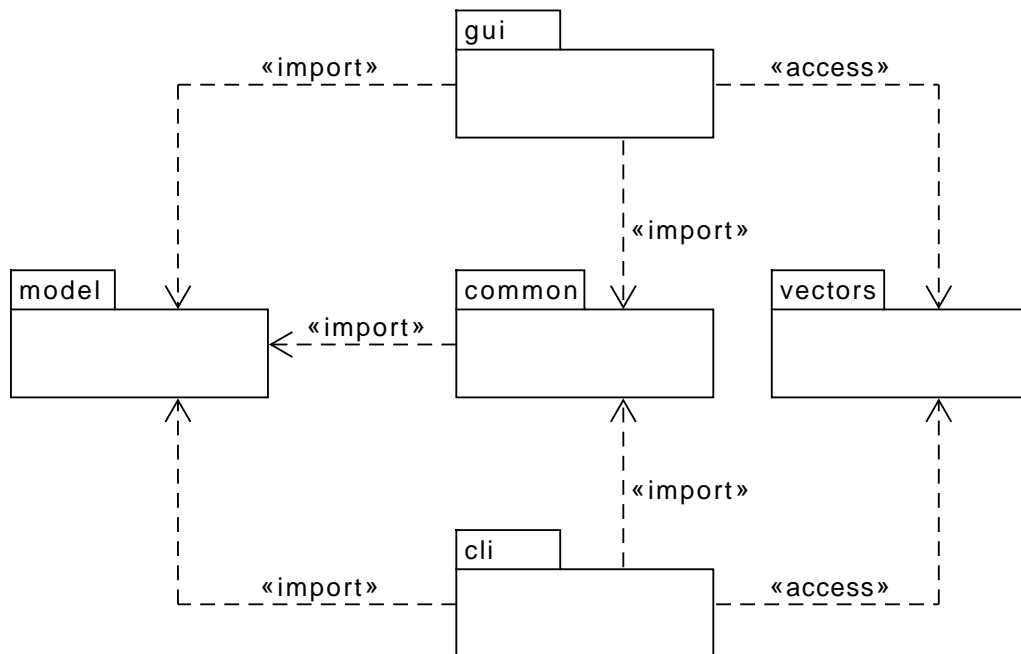 gui
«import»
«access»
«import»
model
common
vectors
«import»
«import»
cli
«import»
«access»